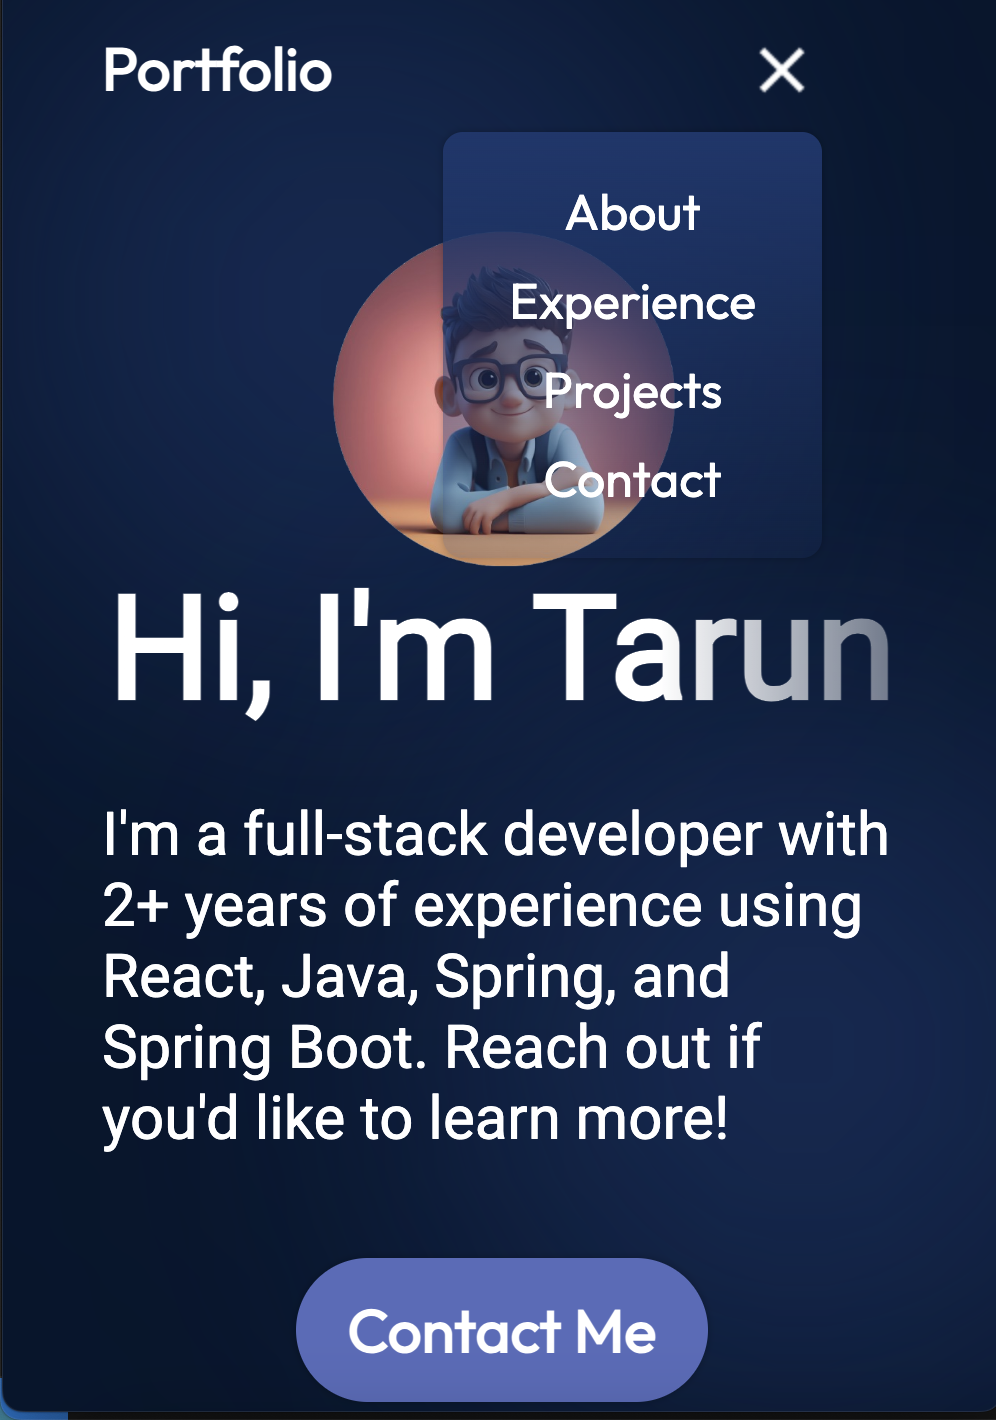 Portfolio
About
Experience
Projects
Contact
Hi, I'm Tarun
I'm a full-stack developer with
2+ years of experience using
React, Java, Spring, and
Spring Boot. Reach out if
you'd like to learn more!
Contact Me